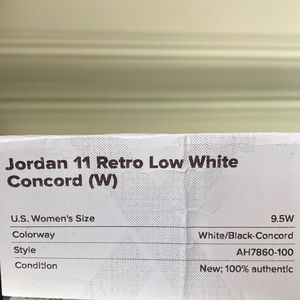 Jordan 11 Retro Low White
Concord (W)
U.S. Women's Size 9.5W
Colorway White/Black-Concord
Style AH7860-100
Condition New; 100% authentic